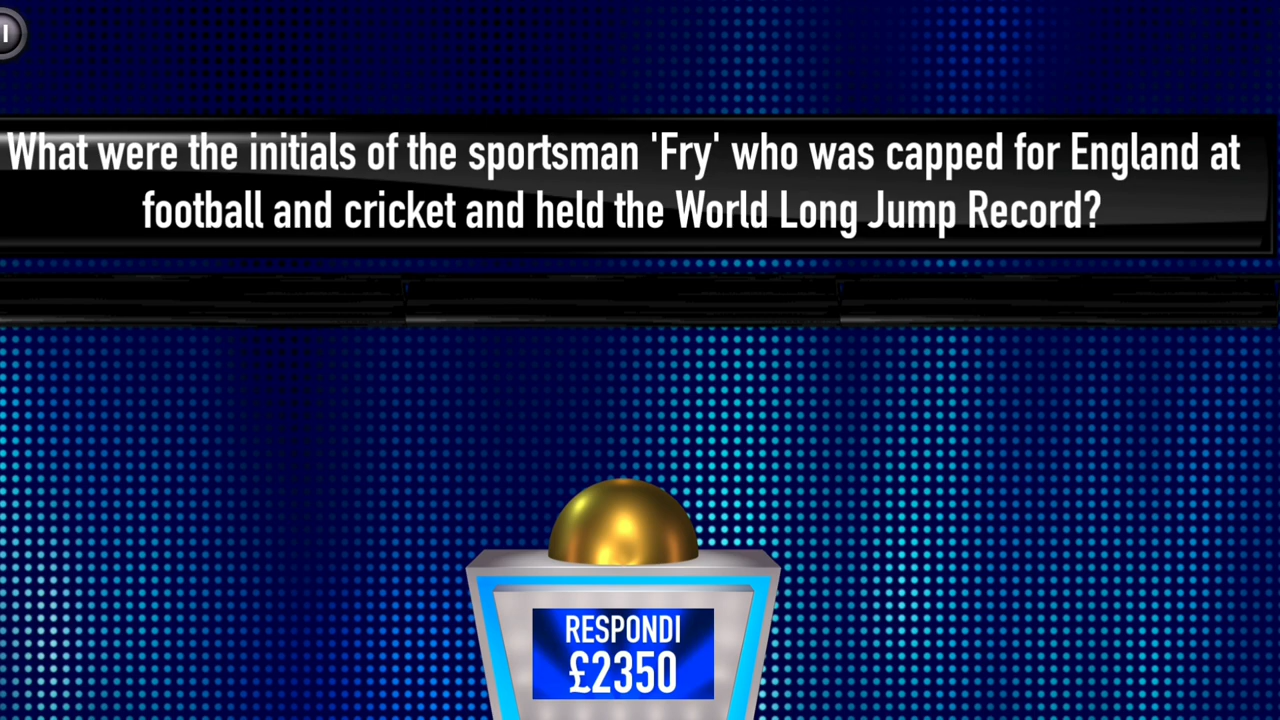 What were the initials of the sportsman 'Fry' who was capped for England at
football and cricket and held the World Long Jump Record?
RESPONDI
£2350